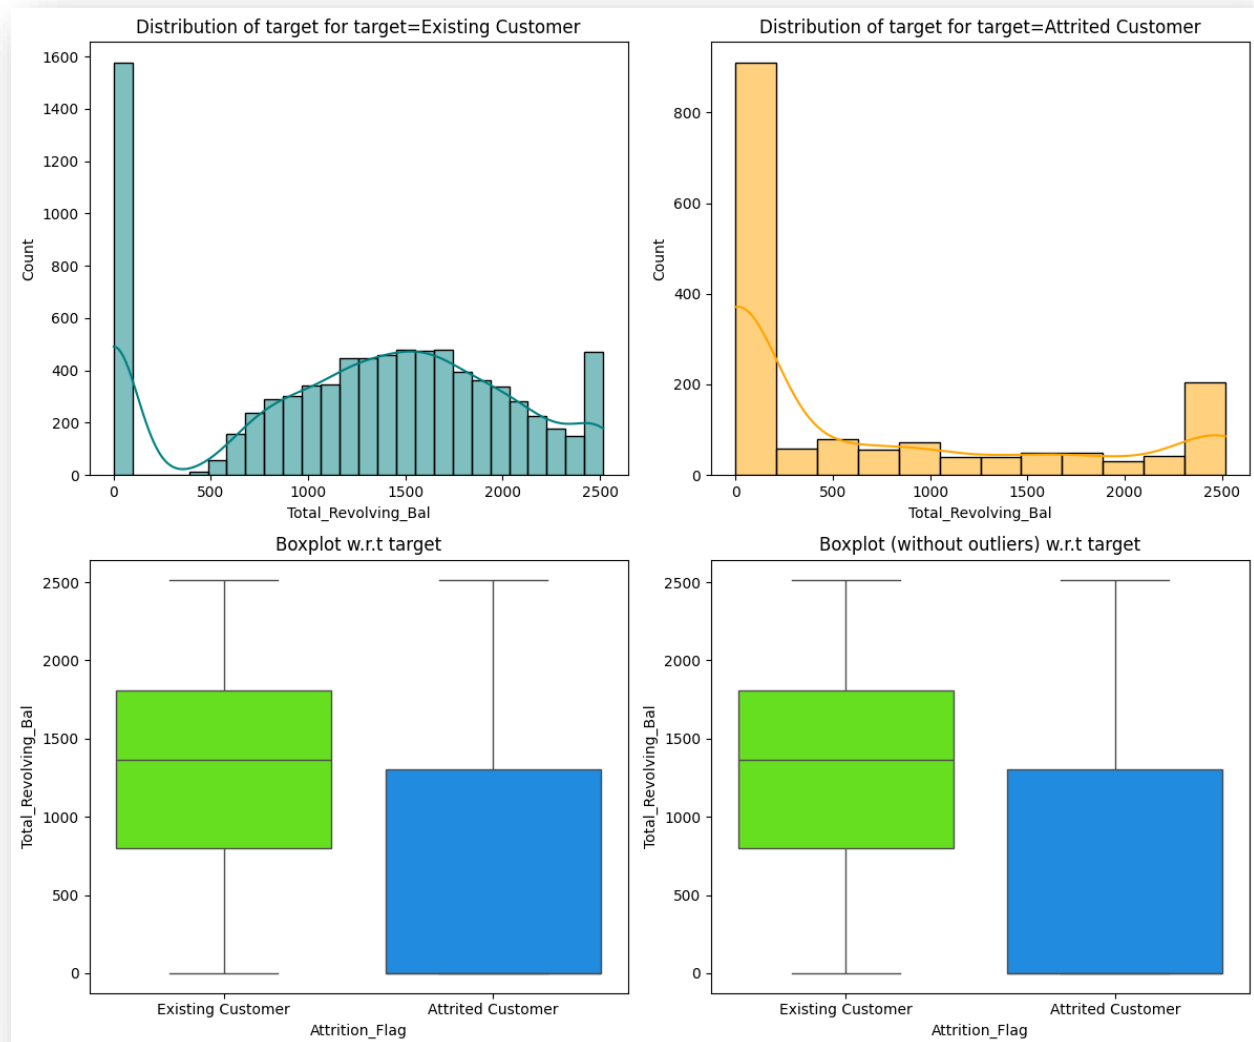 Distribution of target for target=Existing Customer
1600
1400
1200
1000
800
600
400
200
0
Count
0 500 1000 1500 2000 2500
Total_Revolving_Bal
Distribution of target for target=Attrited Customer
800
600
400
200
0
Count
0 500 1000 1500 2000 2500
Total_Revolving_Bal
Boxplot w.r.t target
2500
2000
1500
1000
500
0
Total_Revolving_Bal
Existing Customer Attrited Customer
Attrition_Flag
Boxplot (without outliers) w.r.t target
2500
2000
1500
1000
500
0
Total_Revolving_Bal
Existing Customer Attrited Customer
Attrition_Flag